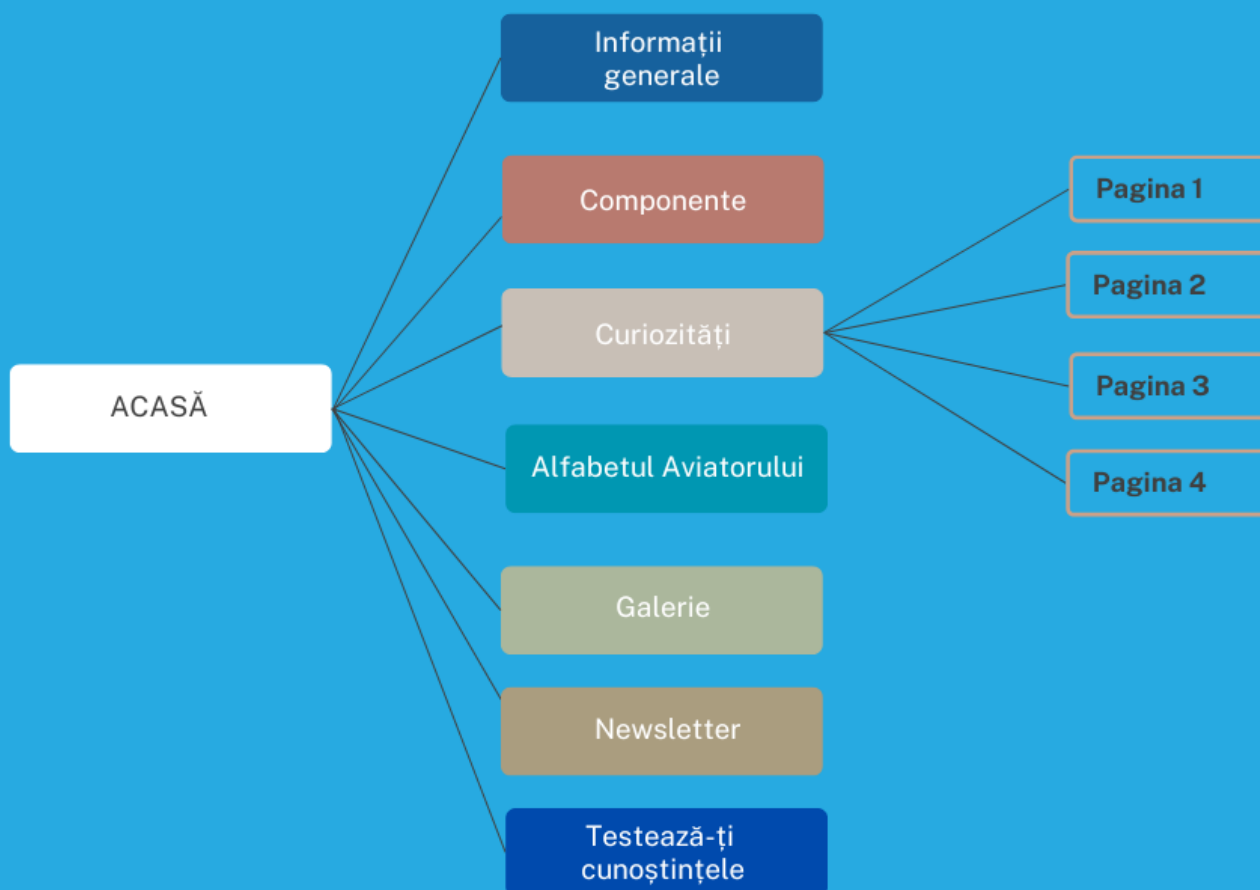 Informații
generale
Componente
Pagina 1
Pagina 2
Curiozități
Pagina 3
ACASĂ
Alfabetul Aviatorului
Pagina 4
Galerie
Newsletter
Testează-ți
cunoștințele